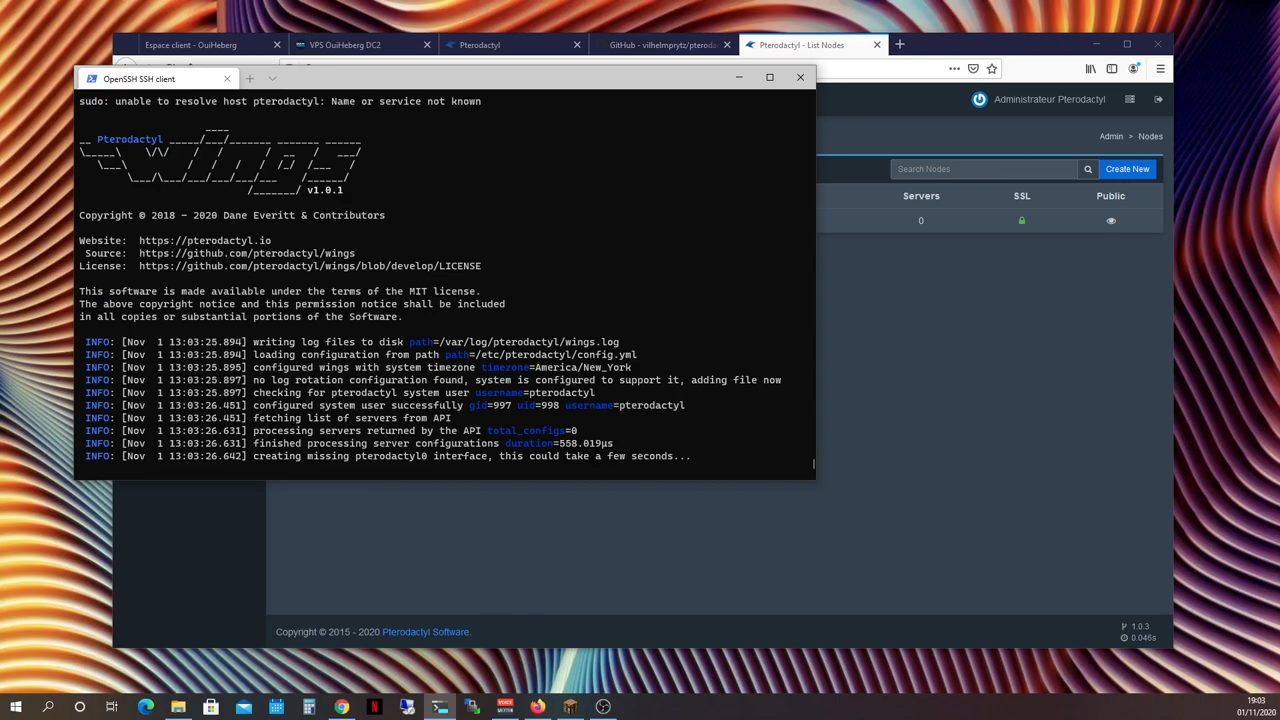 Espace client - OuiHeberg
VPS OuiHeberg DC2
Pterodactyl
GitHub - vilhelmprytz/pteroda
Pterodactyl - List Nodes
OpenSSH SSH client
sudo: unable to resolve host pterodactyl: Name or service not known
Pterodactyl
v1.0.1
Copyright © 2018 - 2020 Dane Everitt & Contributors
Website: https://pterodactyl.io
Source: https://github.com/pterodactyl/wings
License: https://github.com/pterodactyl/wings/blob/develop/LICENSE
This software is made available under the terms of the MIT license.
The above copyright notice and this permission notice shall be included
in all copies or substantial portions of the Software.
INFO: [Nov 1 13:03:25.894] writing log files to disk path=/var/log/pterodactyl/wings.log
INFO: [Nov 1 13:03:25.894] loading configuration from path path=/etc/pterodactyl/config.yml
INFO: [Nov 1 13:03:25.895] configured wings with system timezone timezone=America/New_York
INFO: [Nov 1 13:03:25.897] no log rotation configuration found, system is configured to support it, adding file now
INFO: [Nov 1 13:03:25.897] checking for pterodactyl system user username=pterodactyl
INFO: [Nov 1 13:03:26.451] configured system user successfully gid=997 uid=998 username=pterodactyl
INFO: [Nov 1 13:03:26.451] fetching list of servers from API
INFO: [Nov 1 13:03:26.631] processing servers returned by the API total_configs=0
INFO: [Nov 1 13:03:26.631] finished processing server configurations duration=558.019µs
INFO: [Nov 1 13:03:26.642] creating missing pterodactyl0 interface, this could take a few seconds...
Administrateur Pterodactyl
Admin > Nodes
Search Nodes
Create New
Servers SSL Public
0
Copyright © 2015 - 2020 Pterodactyl Software.
1.0.3
0.046s
19:03
01/11/2020